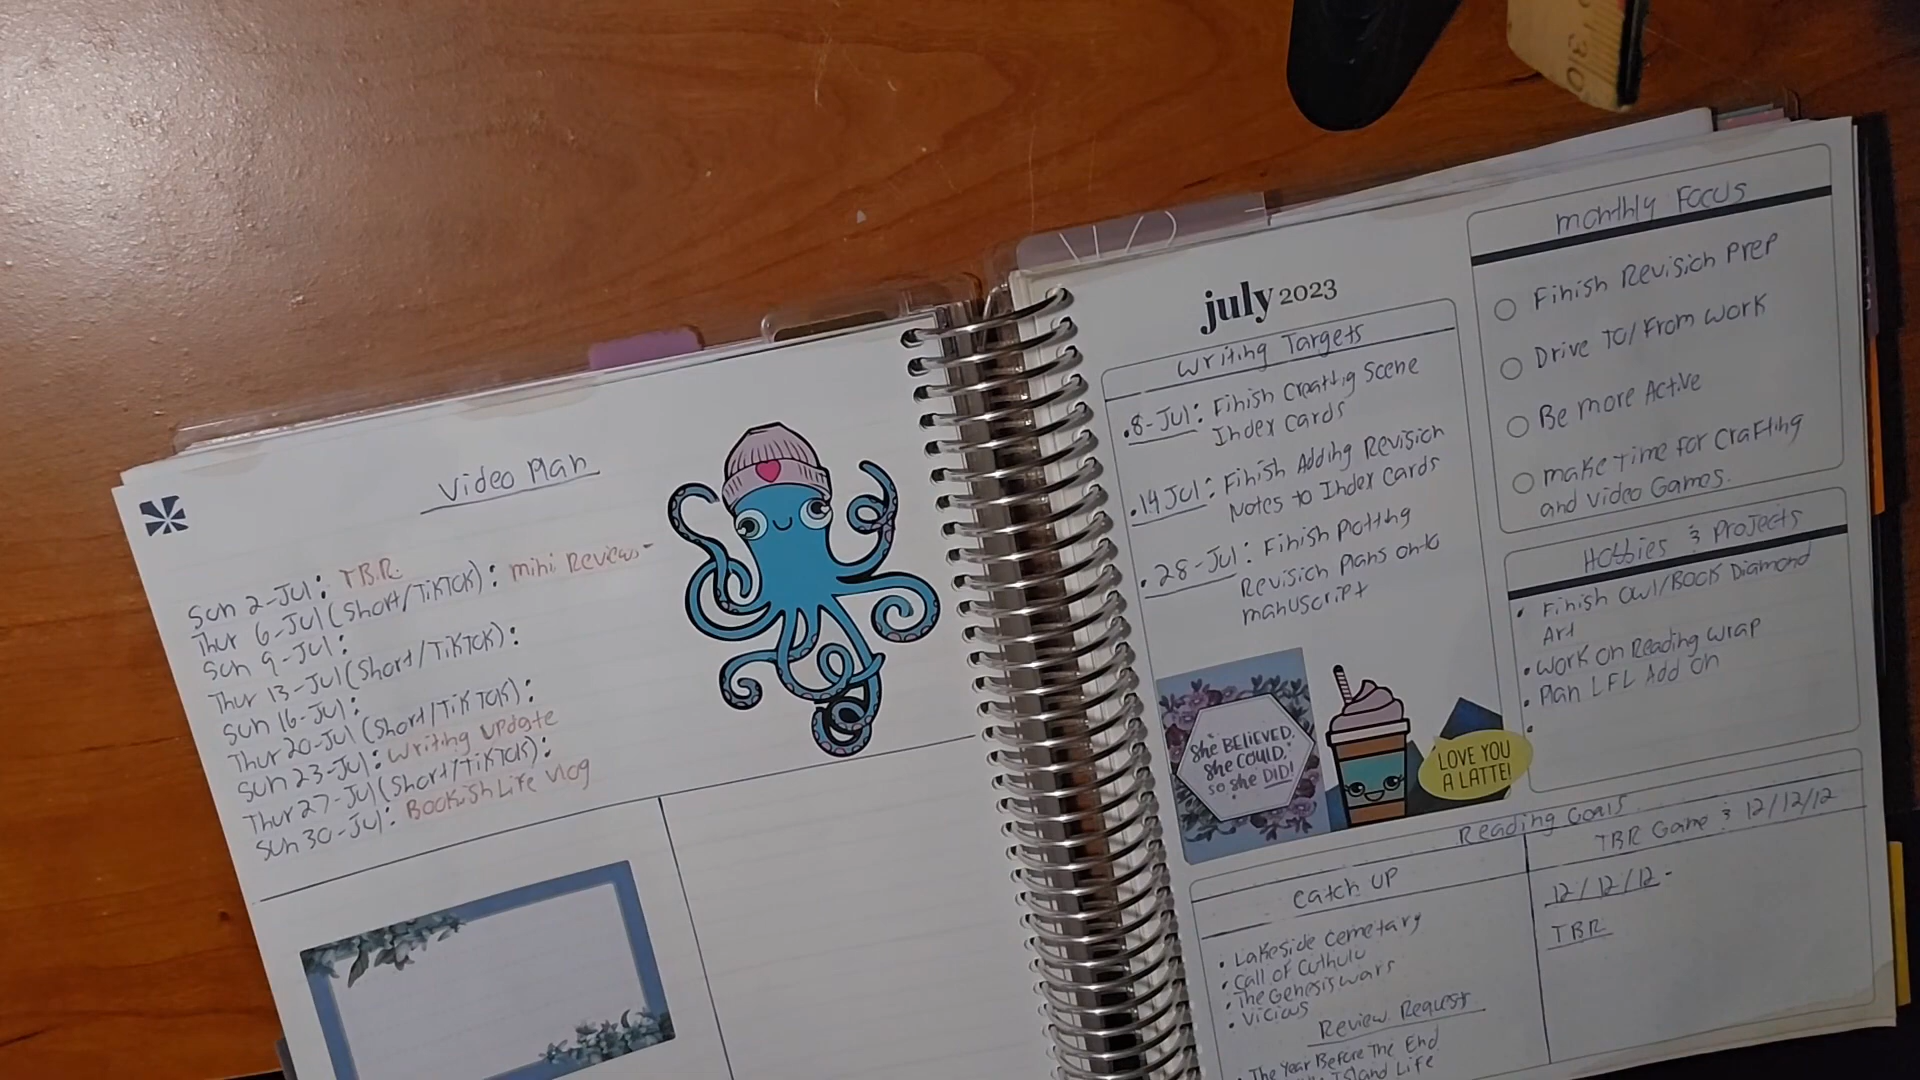 Video Plan
Sun 2-Jul: TBR
Thur 6-Jul (Short/TikTok): mini Reviews-
Sun 9-Jul:
Thur 13-Jul (Short/TikTok):
Sun 16-Jul:
Thur 20-Jul (Short/TikTok):
Sun 23-Jul: Writing Update
Thur 27-Jul (Short/TikTok):
Sun 30-Jul: Bookish Life Vlog
july 2023
Writing Targets
• 8-Jul: Finish Creating Scene
Index Cards
• 14 Jul: Finish Adding Revision
Notes to Index Cards
• 28-Jul: Finish Plotting
Revision Plans onto
manuscript
She BELIEVED
she COULD,
so she DID!
LOVE YOU
A LATTE!
monthly Focus
Finish Revision Prep
Drive To/From Work
Be more Active
make time for Crafting
and Video Games.
Hobbies & Projects
• Finish Owl/Book Diamond
Art
• Work on Reading Wrap
• Plan LFL Add On
•
Reading Goals
Catch Up
• Lakeside Cemetary
• Call of Cuthulu
• The Genesis Wars
• Vicious
Review Request
• The Year Before The End
Island Life
TBR Game & 12/12/12
12/12/12-
TBR
30